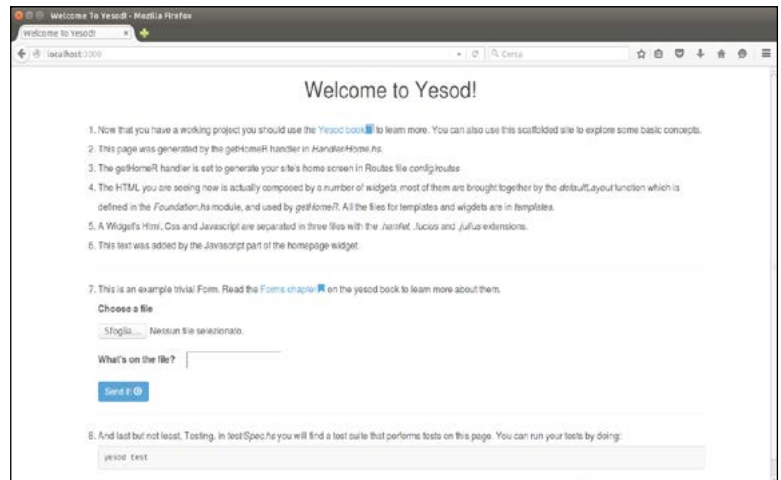 Welcome To Yesod! - Mozilla Firefox
Welcome To Yesod!
localhost:3000
Cerca
Welcome to Yesod!
1. Now that you have a working project you should use the Yesod book to learn more. You can also use this scaffolded site to explore some basic concepts.
2. This page was generated by the getHomeR handler in Handler/Home.hs.
3. The getHomeR handler is set to generate your site's home screen in Routes file config/routes
4. The HTML you are seeing now is actually composed by a number of widgets, most of them are brought together by the defaultLayout function which is
defined in the Foundation.hs module, and used by getHomeR. All the files for templates and wigdets are in templates.
5. A Widget's Html, Css and Javascript are separated in three files with the .hamlet, .lucius and .julius extensions.
6. This text was added by the Javascript part of the homepage widget.
7. This is an example trivial Form. Read the Forms chapter on the yesod book to learn more about them.
Choose a file
Sfoglia... Nessun file selezionato.
What's on the file?
Send it!
8. And last but not least, Testing. In test/Spec.hs you will find a test suite that performs tests on this page. You can run your tests by doing:
yesod test